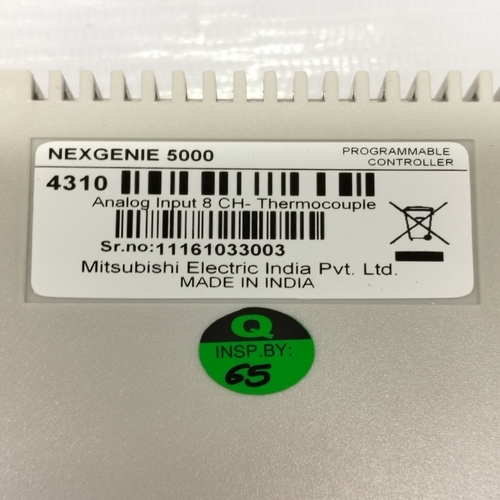 NEXGENIE 5000
PROGRAMMABLE
CONTROLLER
4310
Analog Input 8 CH- Thermocouple
Sr.no:11161033003
Mitsubishi Electric India Pvt. Ltd.
MADE IN INDIA
Q
INSP.BY:
65